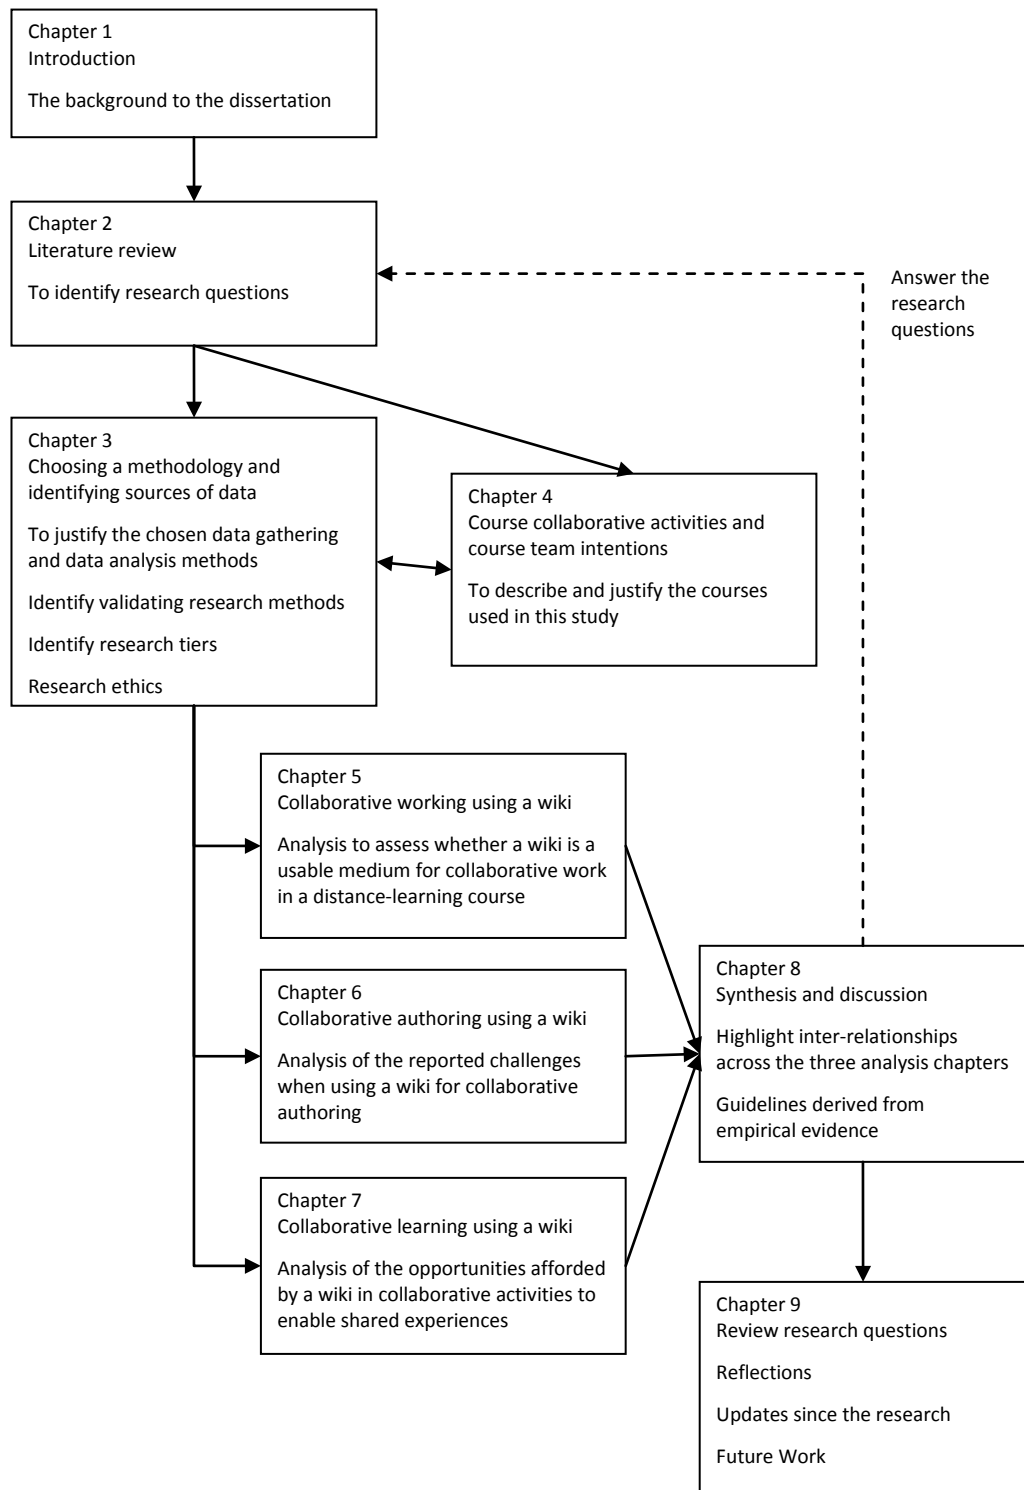 Chapter 1
Introduction
The background to the dissertation
Chapter 2
Literature review
To identify research questions
Answer the
research
questions
Chapter 3
Choosing a methodology and
identifying sources of data
To justify the chosen data gathering
and data analysis methods
Identify validating research methods
Identify research tiers
Research ethics
Chapter 4
Course collaborative activities and
course team intentions
To describe and justify the courses
used in this study
Chapter 5
Collaborative working using a wiki
Analysis to assess whether a wiki is a
usable medium for collaborative work
in a distance-learning course
Chapter 6
Collaborative authoring using a wiki
Analysis of the reported challenges
when using a wiki for collaborative
authoring
Chapter 7
Collaborative learning using a wiki
Analysis of the opportunities afforded
by a wiki in collaborative activities to
enable shared experiences
Chapter 8
Synthesis and discussion
Highlight inter-relationships
across the three analysis chapters
Guidelines derived from
empirical evidence
Chapter 9
Review research questions
Reflections
Updates since the research
Future Work